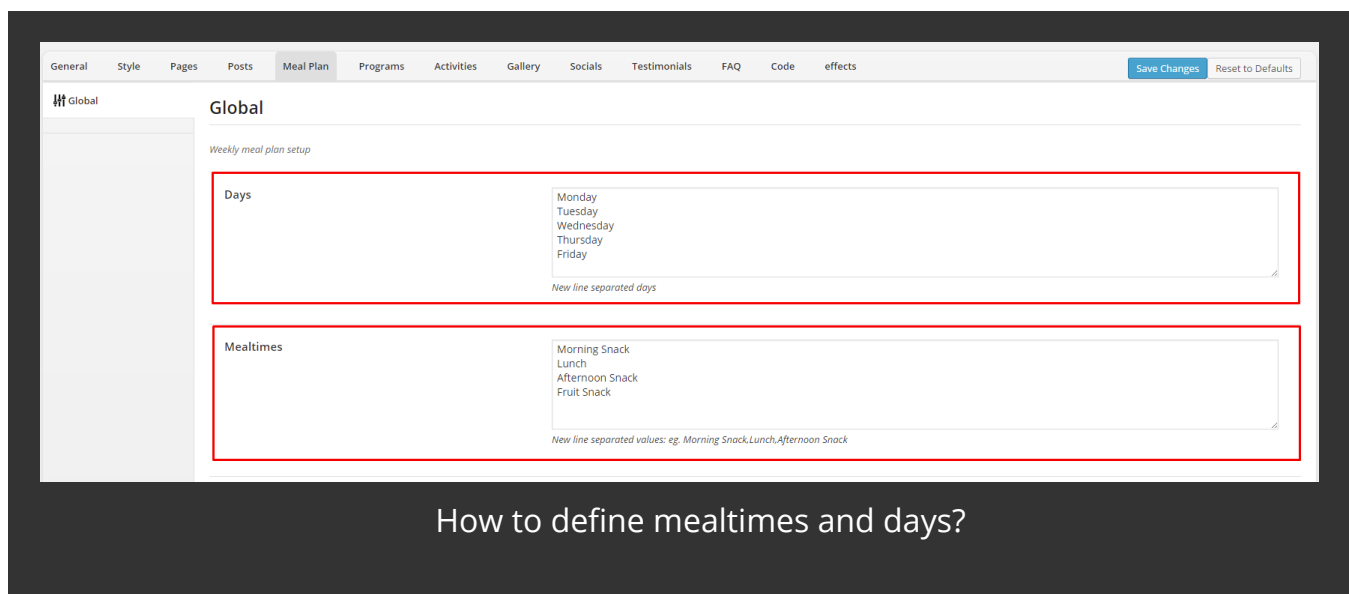 General Style Pages Posts Meal Plan Programs Activities Gallery Socials Testimonials FAQ Code effects Save Changes Reset to Defaults
Global
Global
Weekly meal plan setup
Days
Monday
Tuesday
Wednesday
Thursday
Friday
New line separated days
Mealtimes
Morning Snack
Lunch
Afternoon Snack
Fruit Snack
New line separated values: eg. Morning Snack,Lunch,Afternoon Snack
How to define mealtimes and days?